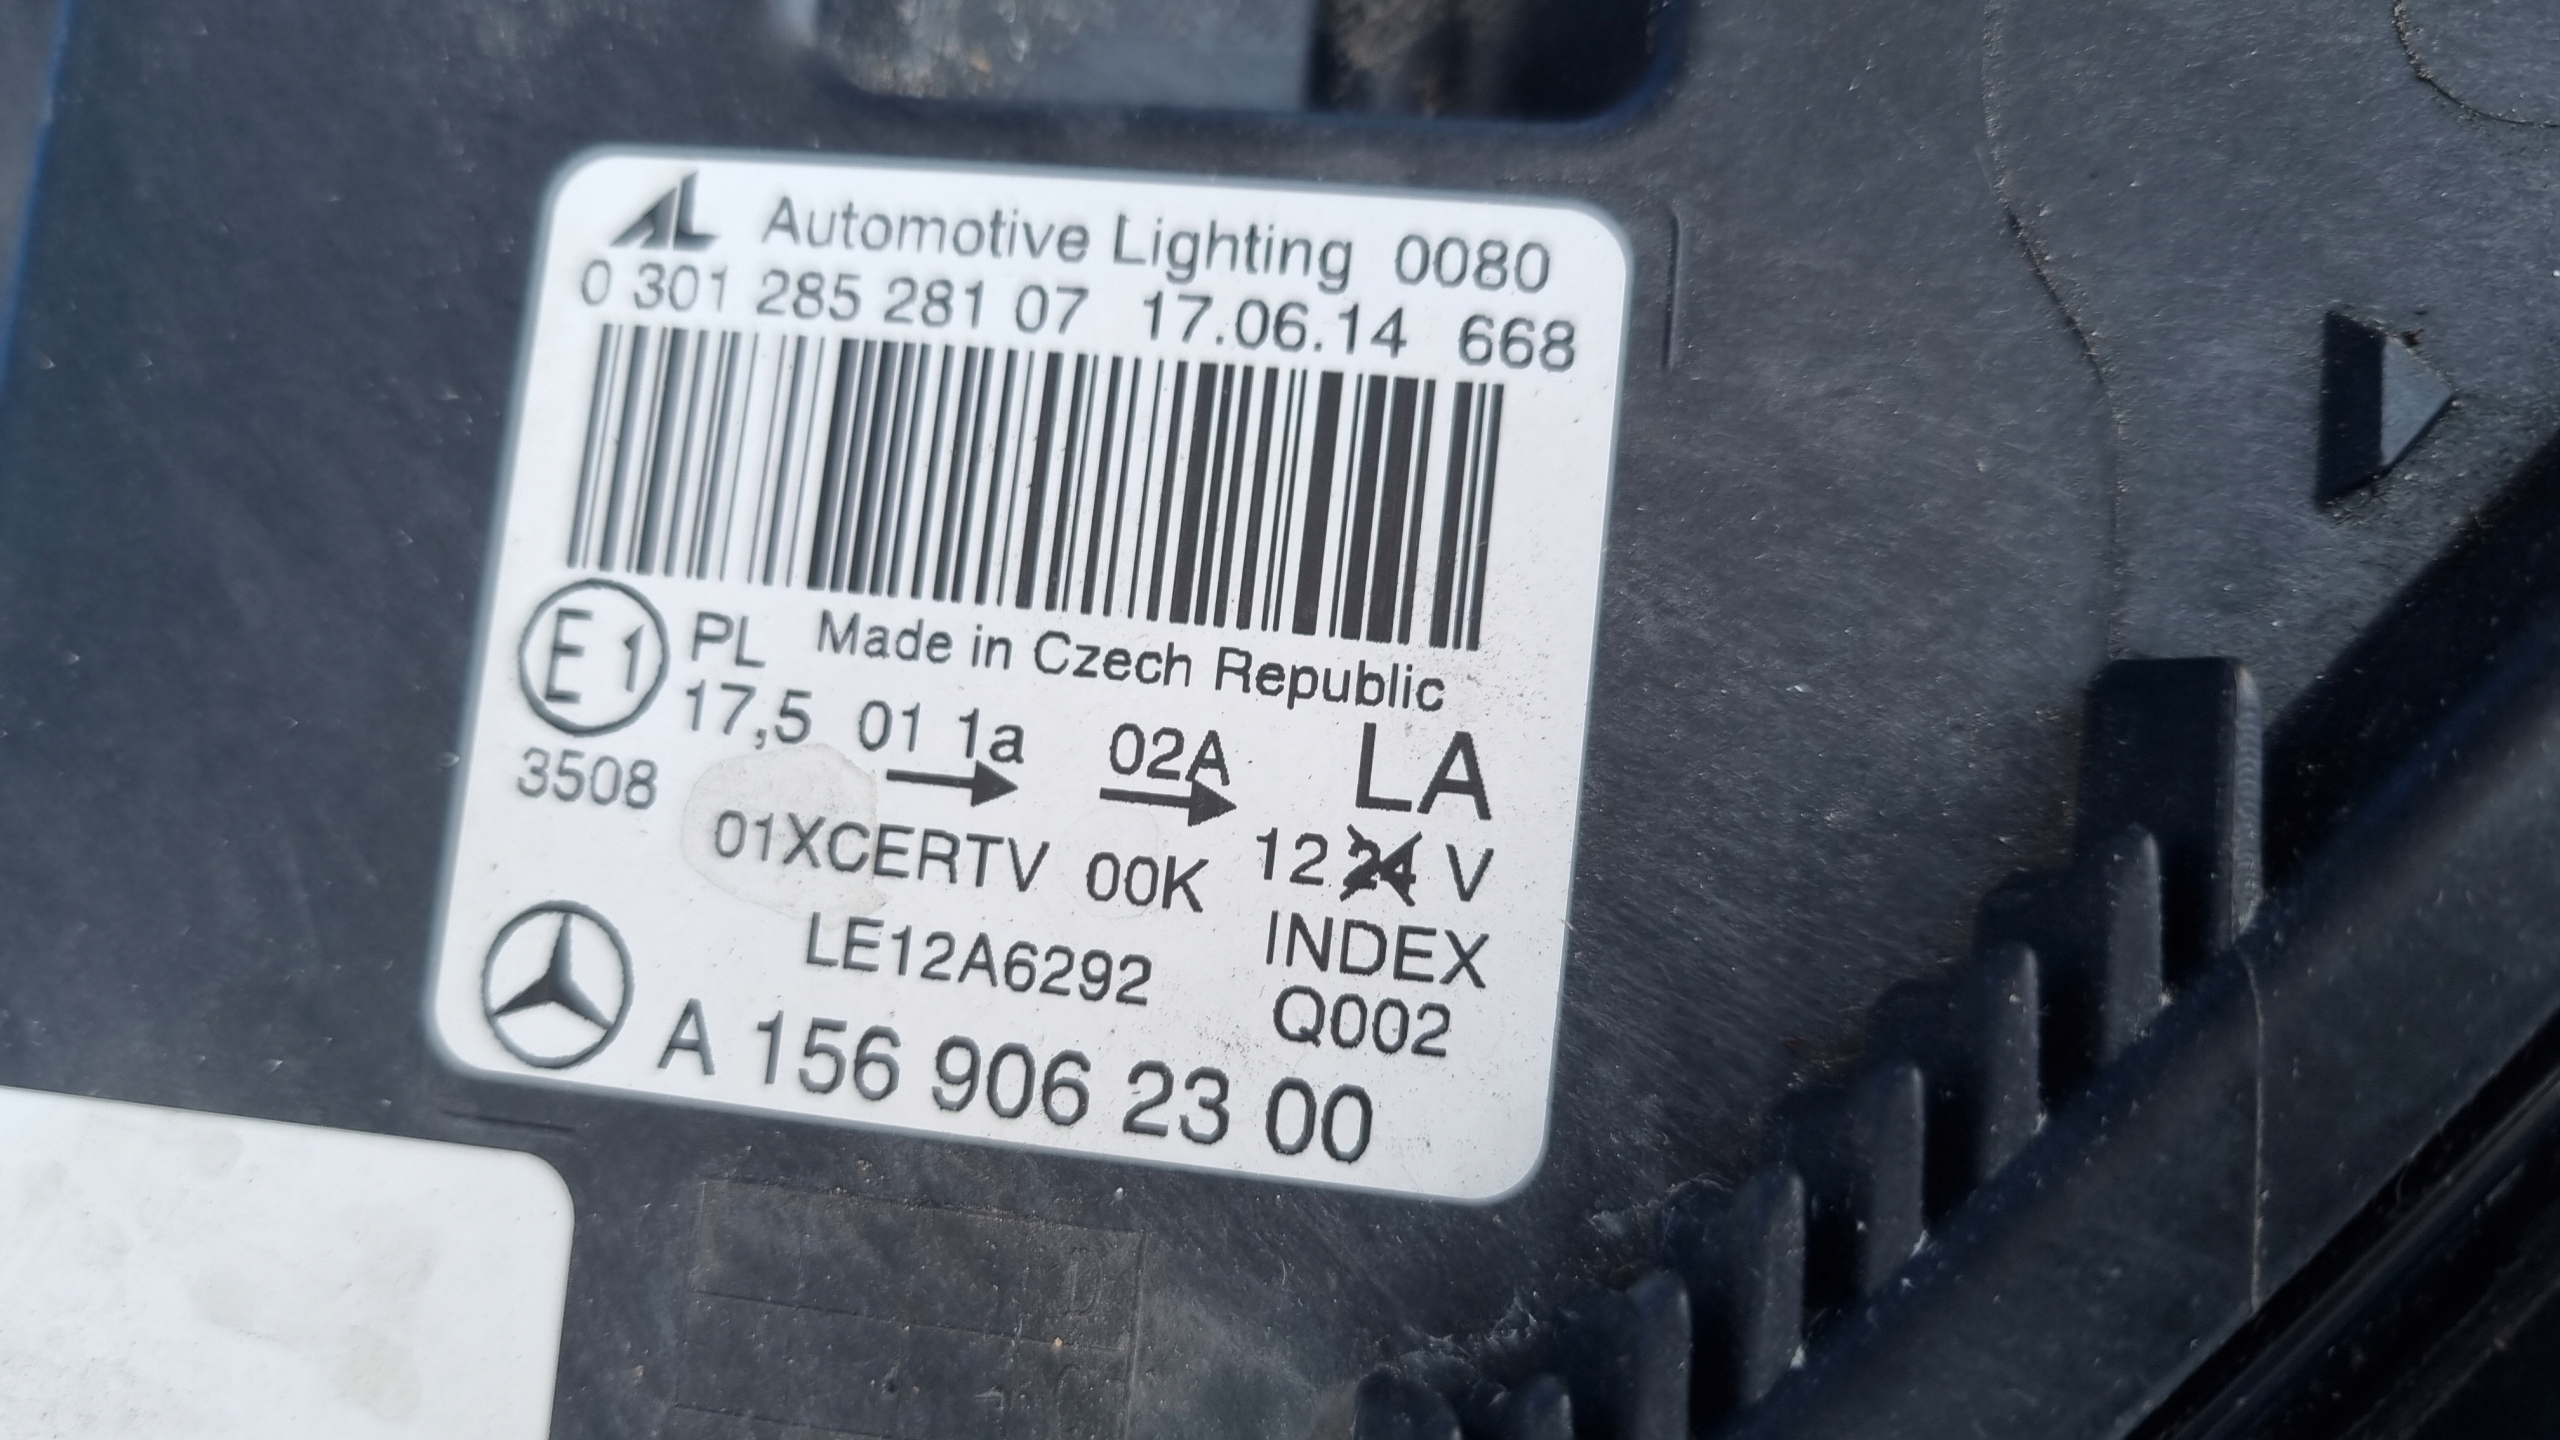 AL Automotive Lighting 0080
0 301 285 281 07 17.06.14 668
E1 PL Made in Czech Republic
17,5 01 1a 02A LA
3508
01XCERTV 00K 12 24 V
LE12A6292 INDEX
Q002
A 156 906 23 00